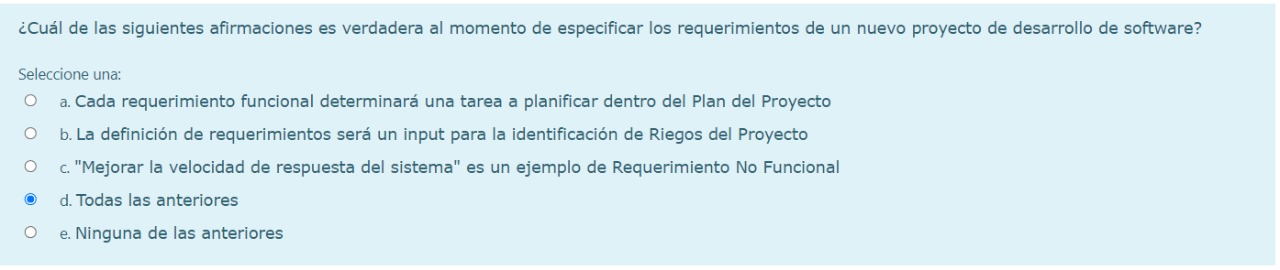 ¿Cuál de las siguientes afirmaciones es verdadera al momento de especificar los requerimientos de un nuevo proyecto de desarrollo de software?
Seleccione una:
a. Cada requerimiento funcional determinará una tarea a planificar dentro del Plan del Proyecto
b. La definición de requerimientos será un input para la identificación de Riegos del Proyecto
c. "Mejorar la velocidad de respuesta del sistema" es un ejemplo de Requerimiento No Funcional
d. Todas las anteriores
e. Ninguna de las anteriores